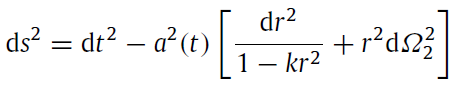 ds² = dt² − a²(t) [ dr² / (1 − kr²) + r²dΩ₂² ]